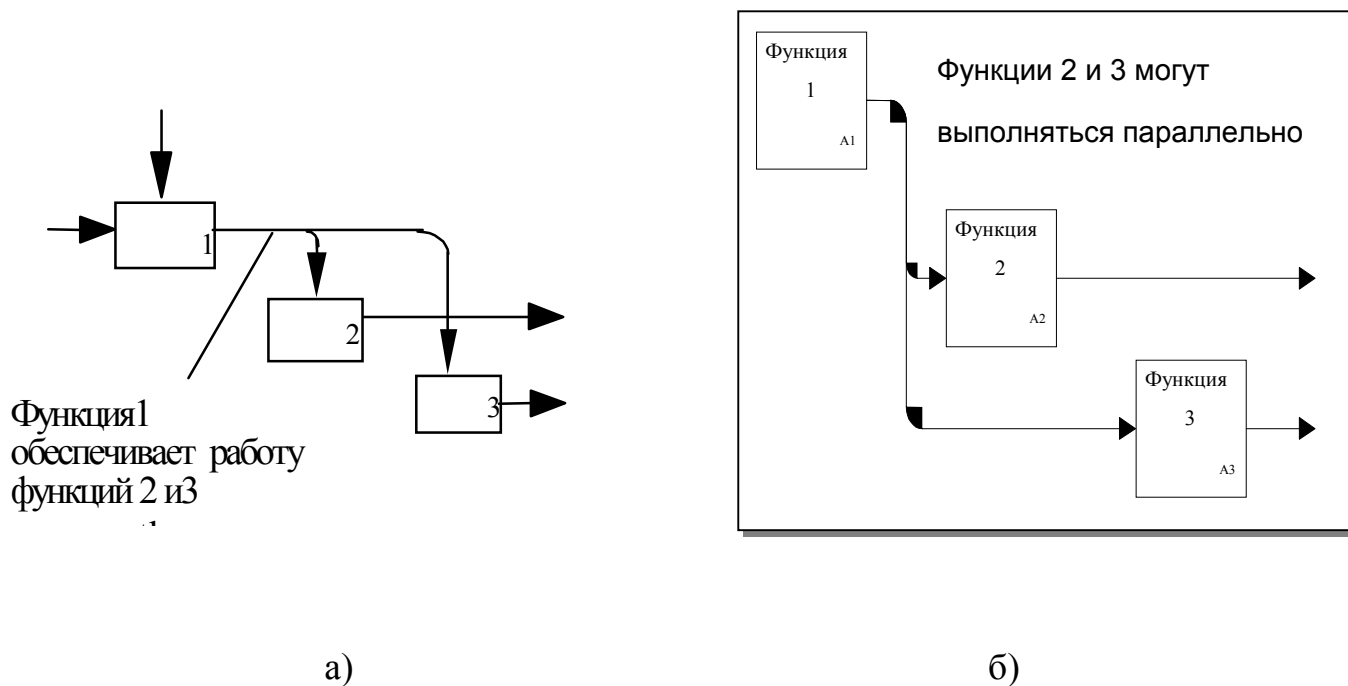 1
2
3
Функция1
обеспечивает работу
функций 2 и3
Функция
1
A1
Функции 2 и 3 могут
выполняться параллельно
Функция
2
A2
Функция
3
A3
а)
б)